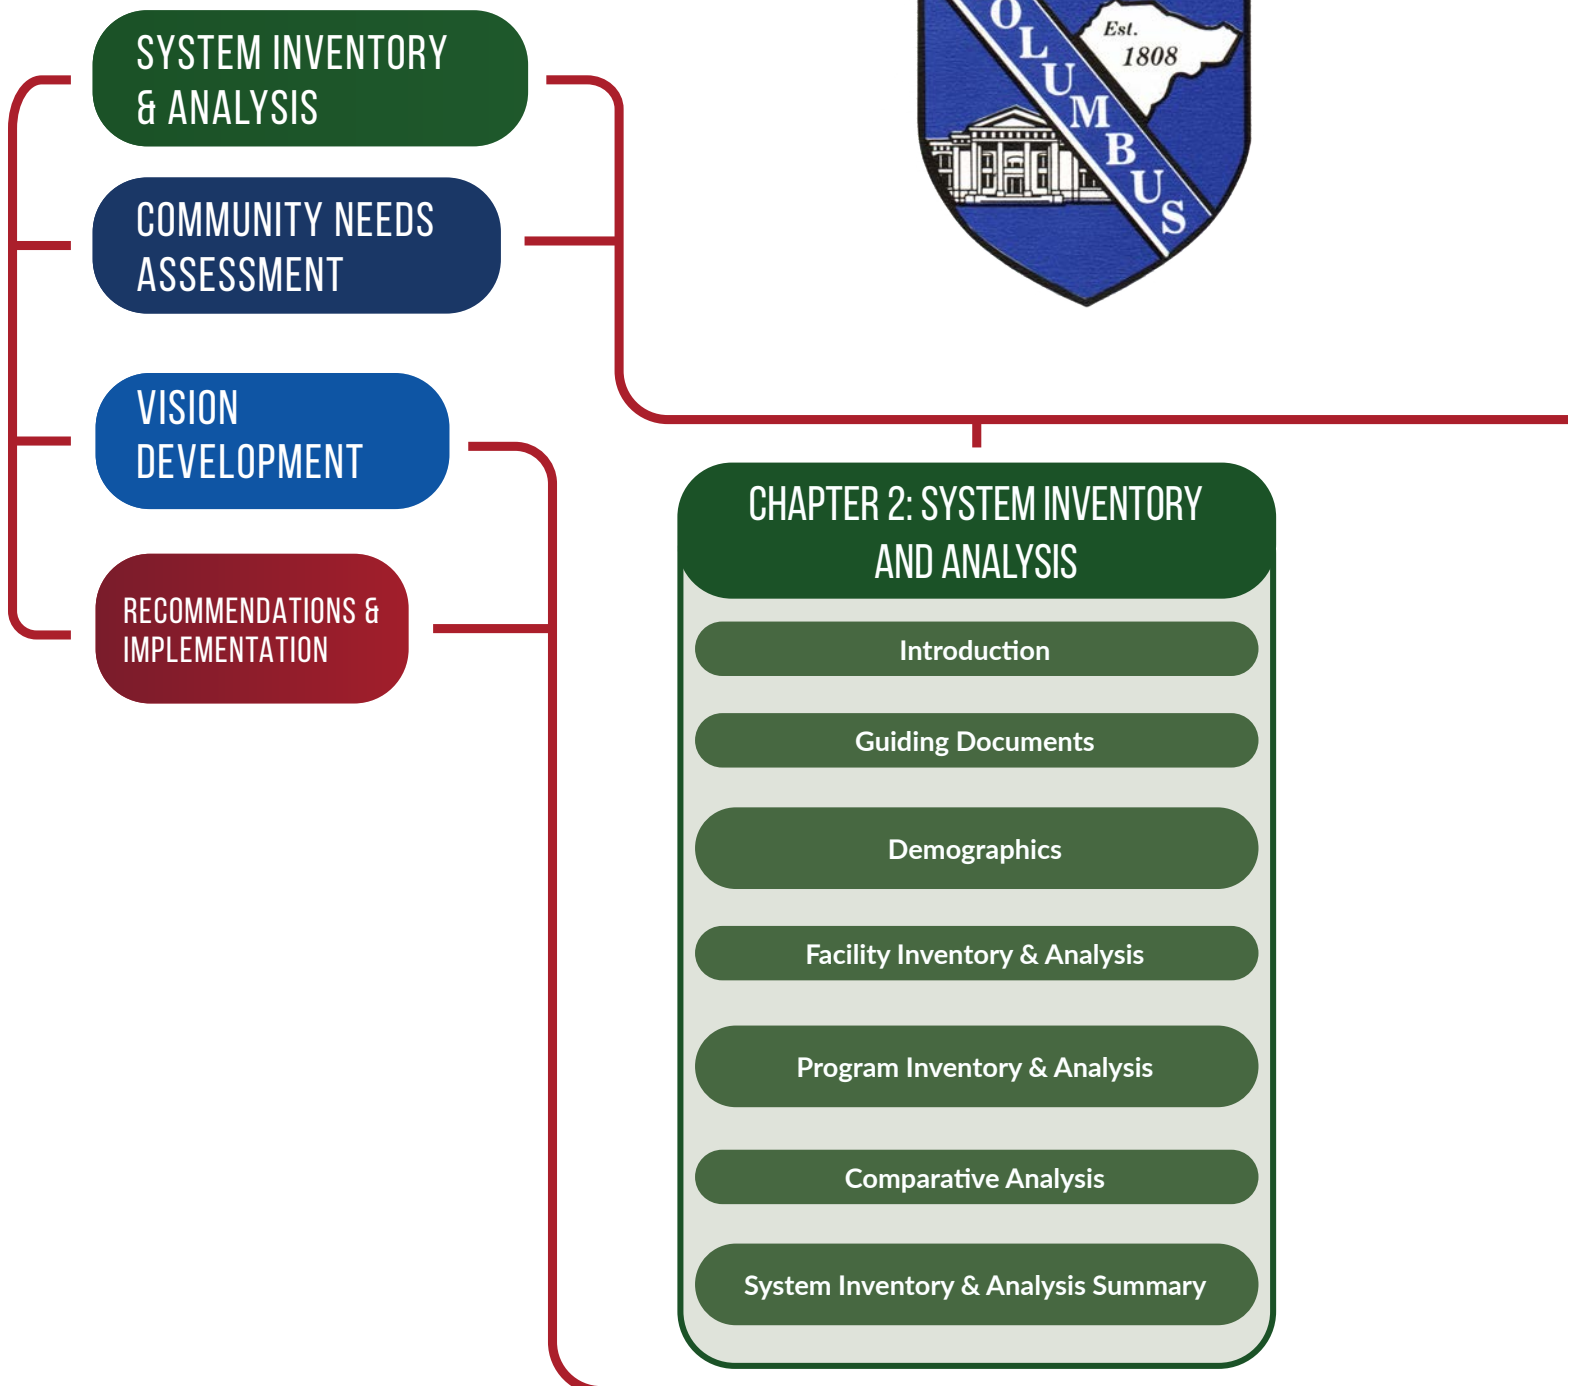 SYSTEM INVENTORY
& ANALYSIS
COMMUNITY NEEDS
ASSESSMENT
VISION
DEVELOPMENT
RECOMMENDATIONS &
IMPLEMENTATION
OLUMBUS
Est.
1808
CHAPTER 2: SYSTEM INVENTORY
AND ANALYSIS
Introduction
Guiding Documents
Demographics
Facility Inventory & Analysis
Program Inventory & Analysis
Comparative Analysis
System Inventory & Analysis Summary